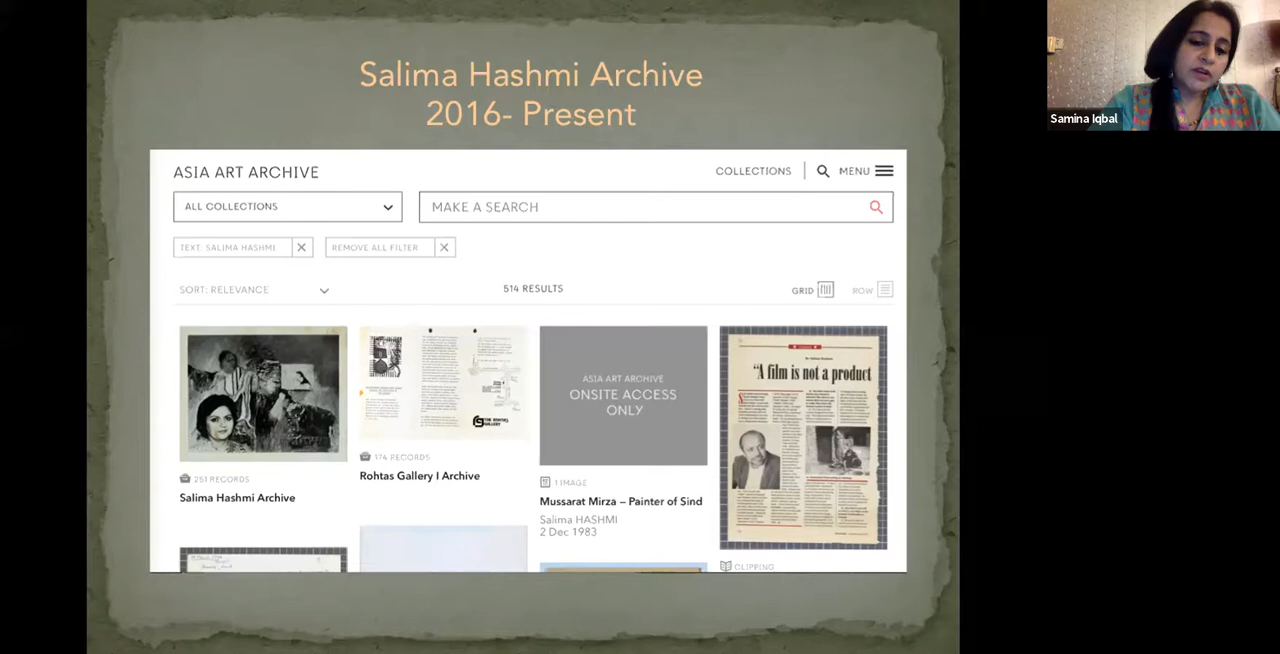 Salima Hashmi Archive
2016- Present
ASIA ART ARCHIVE
COLLECTIONS
MENU
ALL COLLECTIONS
MAKE A SEARCH
TEXT: SALIMA HASHMI
REMOVE ALL FILTER
SORT: RELEVANCE
514 RESULTS
GRID
ROW
251 RECORDS
Salima Hashmi Archive
174 RECORDS
Rohtas Gallery I Archive
ASIA ART ARCHIVE
ONSITE ACCESS
ONLY
1 IMAGE
Mussarat Mirza – Painter of Sind
Salima HASHMI
2 Dec 1983
"A film is not a product
CLIPPING
Samina Iqbal